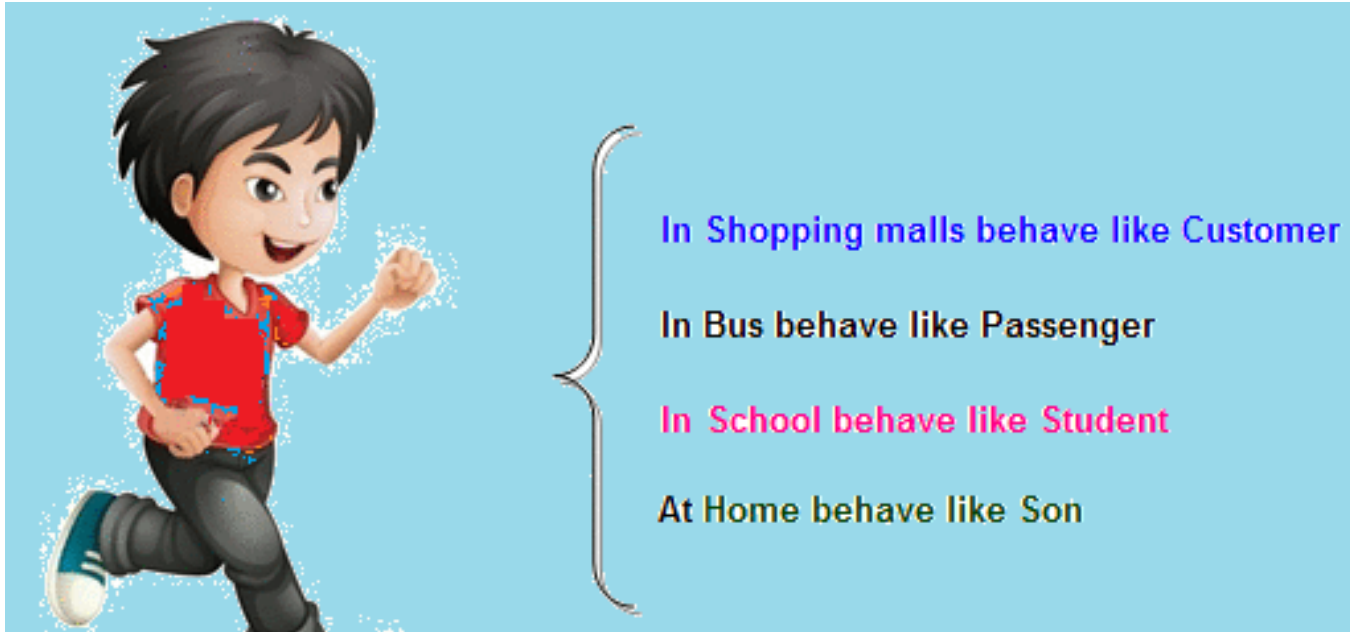 In Shopping malls behave like Customer
In Bus behave like Passenger
In School behave like Student
At Home behave like Son